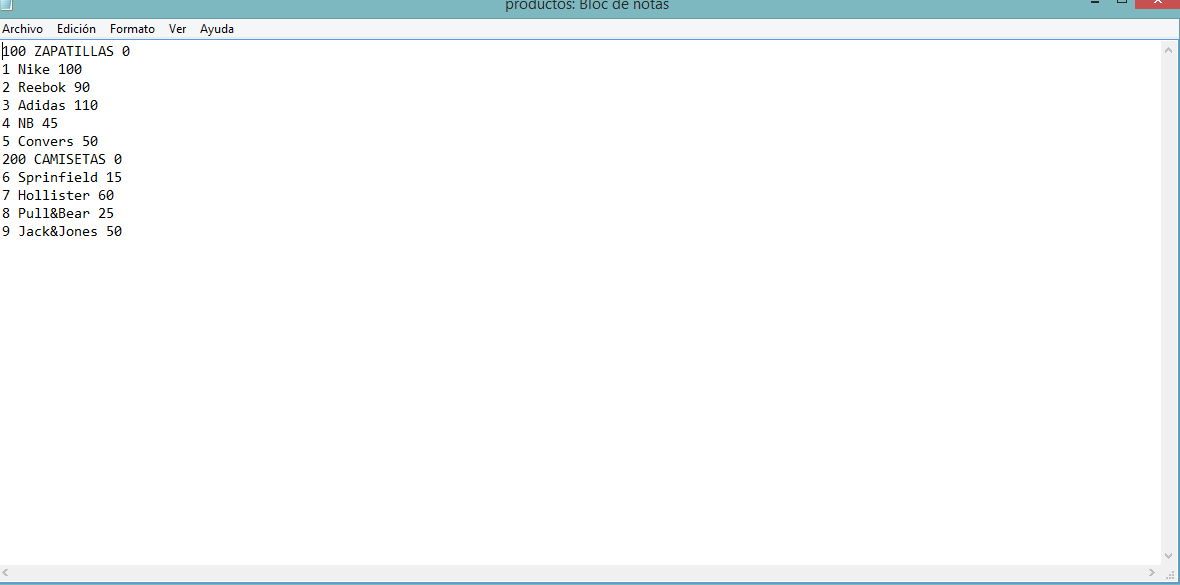 productos: Bloc de notas
Archivo Edición Formato Ver Ayuda
100 ZAPATILLAS 0
1 Nike 100
2 Reebok 90
3 Adidas 110
4 NB 45
5 Convers 50
200 CAMISETAS 0
6 Sprinfield 15
7 Hollister 60
8 Pull&Bear 25
9 Jack&Jones 50